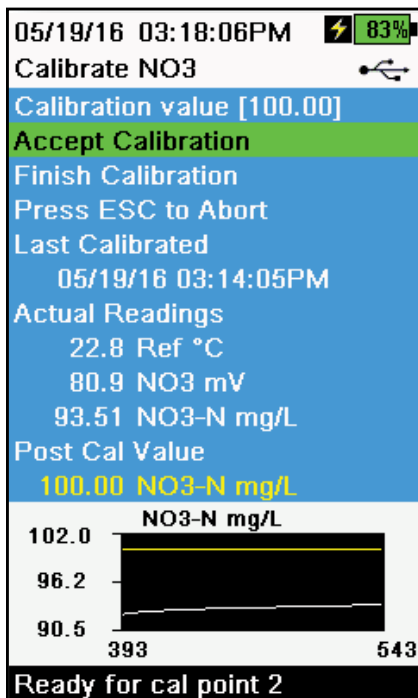 05/19/16 03:18:06PM 83%
Calibrate NO3
Calibration value [100.00]
Accept Calibration
Finish Calibration
Press ESC to Abort
Last Calibrated
05/19/16 03:14:05PM
Actual Readings
22.8 Ref °C
80.9 NO3 mV
93.51 NO3-N mg/L
Post Cal Value
100.00 NO3-N mg/L
NO3-N mg/L
102.0
96.2
90.5
393 543
Ready for cal point 2